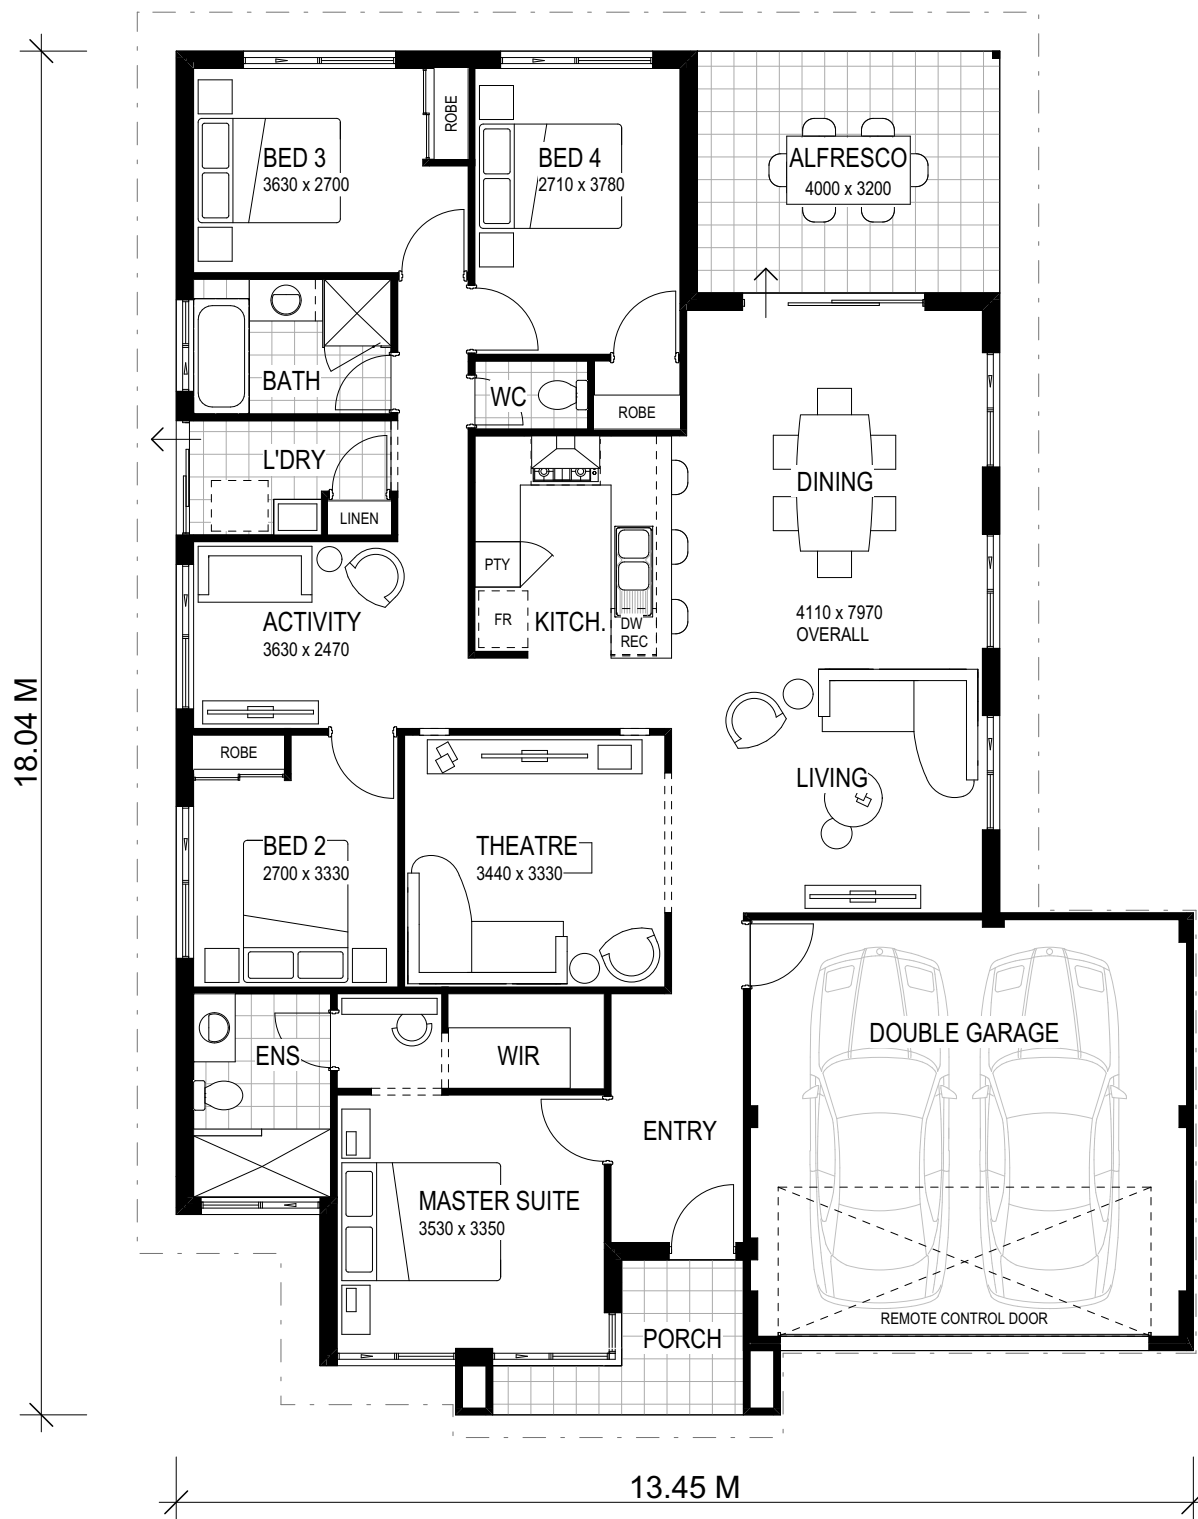 BED 3
3630 x 2700
ROBE
BED 4
2710 x 3780
ALFRESCO
4000 x 3200
BATH
WC
ROBE
L'DRY
LINEN
DINING
PTY
FR
KITCH.
DW
REC
4110 x 7970
OVERALL
ACTIVITY
3630 x 2470
18.04 M
ROBE
LIVING
BED 2
2700 x 3330
THEATRE
3440 x 3330
ENS
WIR
DOUBLE GARAGE
ENTRY
MASTER SUITE
3530 x 3350
REMOTE CONTROL DOOR
PORCH
13.45 M